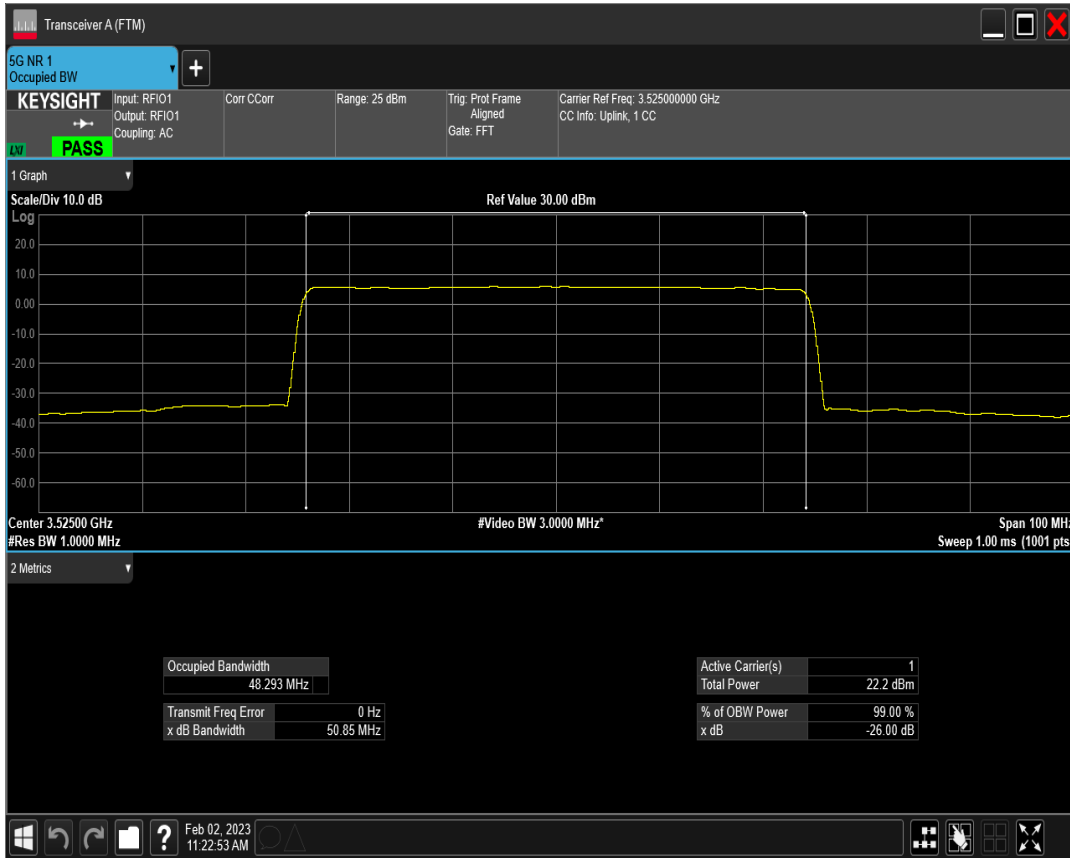 Transceiver A (FTM)
5G NR 1
Occupied BW
+
KEYSIGHT
LXI
PASS
Input: RFIO1
Output: RFIO1
Coupling: AC
Corr CCorr
Range: 25 dBm
Trig: Prot Frame
Aligned
Gate: FFT
Carrier Ref Freq: 3.525000000 GHz
CC Info: Uplink, 1 CC
1 Graph
Scale/Div 10.0 dB
Ref Value 30.00 dBm
Log
20.0
10.0
0.00
-10.0
-20.0
-30.0
-40.0
-50.0
-60.0
Center 3.52500 GHz
#Video BW 3.0000 MHz*
Span 100 MHz
#Res BW 1.0000 MHz
Sweep 1.00 ms (1001 pts
2 Metrics
Occupied Bandwidth
48.293 MHz
Transmit Freq Error 0 Hz
x dB Bandwidth 50.85 MHz
Active Carrier(s) 1
Total Power 22.2 dBm
% of OBW Power 99.00 %
x dB -26.00 dB
?
Feb 02, 2023
11:22:53 AM